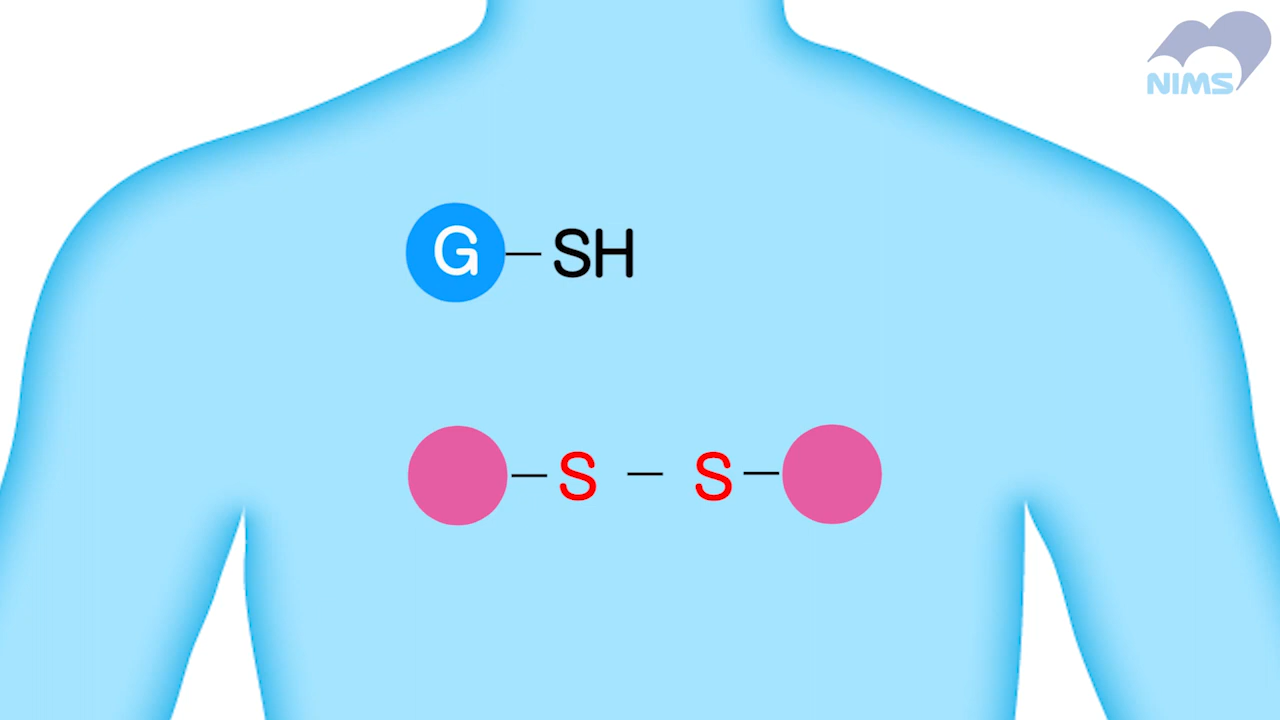 NIMS
G – SH
– S – S –